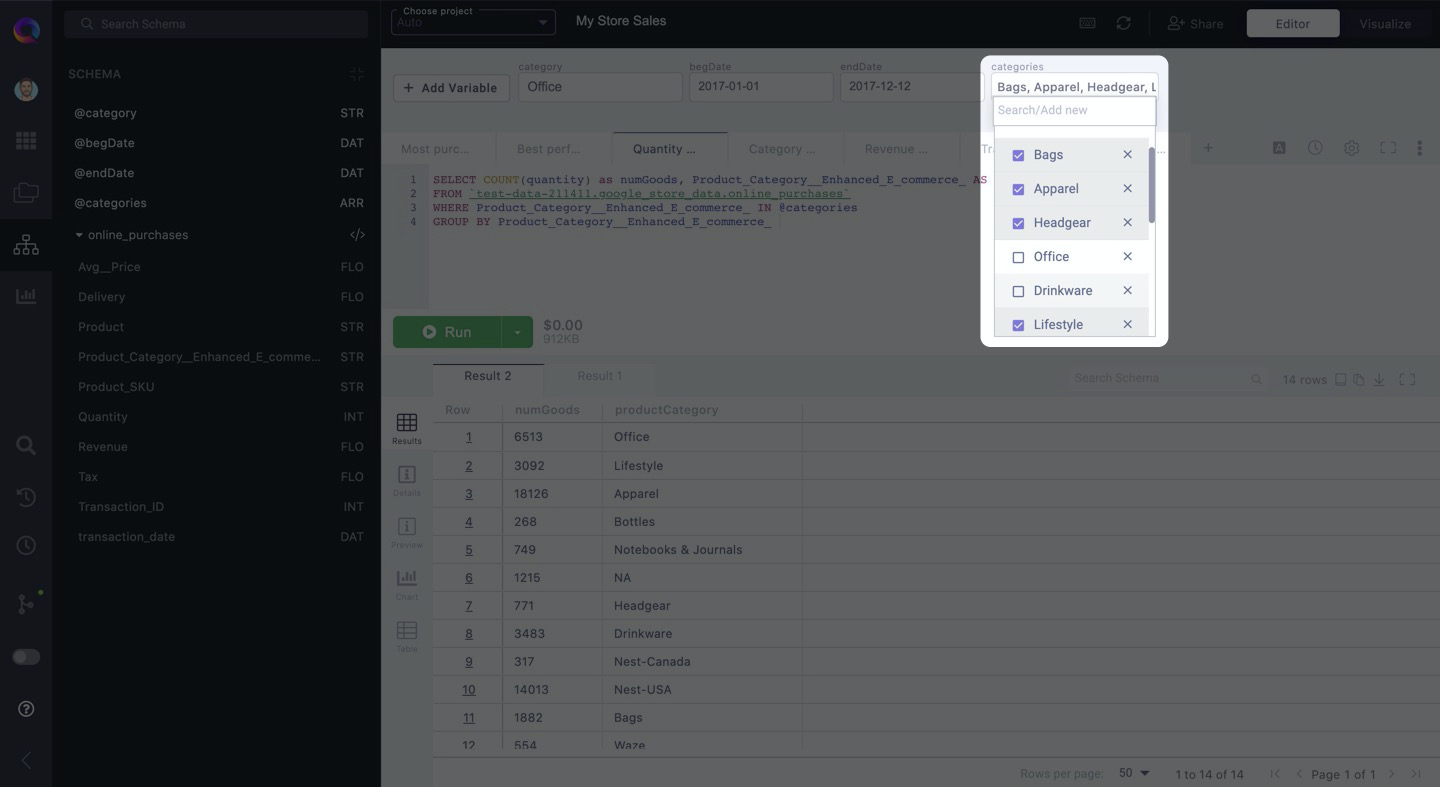 Search Schema
Choose project
Auto
My Store Sales
Share
Editor
Visualize
SCHEMA
@category STR
@begDate DAT
@endDate DAT
@categories ARR
online_purchases </>
Avg__Price FLO
Delivery FLO
Product STR
Product_Category__Enhanced_E_comme... STR
Product_SKU STR
Quantity INT
Revenue FLO
Tax FLO
Transaction_ID INT
transaction_date DAT
+ Add Variable
category
Office
begDate
2017-01-01
endDate
2017-12-12
categories
Bags, Apparel, Headgear, L
Search/Add new
Bags
Apparel
Headgear
Office
Drinkware
Lifestyle
Most purc...
Best perf...
Quantity ...
Category ...
Revenue ...
A
1 SELECT COUNT(quantity) as numGoods, Product_Category__Enhanced_E_commerce_ AS
2 FROM `test-data-211411.google_store_data.online_purchases`
3 WHERE Product_Category__Enhanced_E_commerce_ IN @categories
4 GROUP BY Product_Category__Enhanced_E_commerce_
Run
$0.00
912KB
Result 2
Result 1
Search Schema
14 rows
Results
Details
Preview
Chart
Table
Row numGoods productCategory
1 6513 Office
2 3092 Lifestyle
3 18126 Apparel
4 268 Bottles
5 749 Notebooks & Journals
6 1215 NA
7 771 Headgear
8 3483 Drinkware
9 317 Nest-Canada
10 14013 Nest-USA
11 1882 Bags
12 554 Waze
Rows per page: 50
1 to 14 of 14
Page 1 of 1